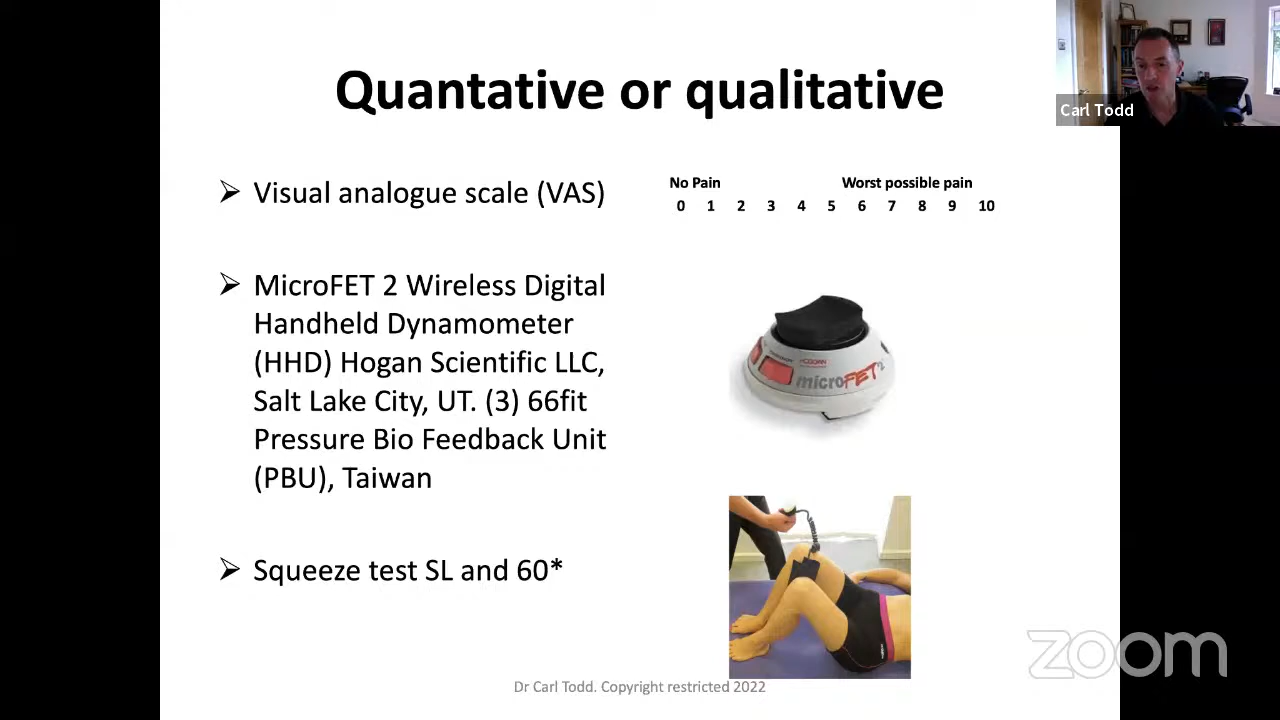 Quantative or qualitative
Carl Todd
➢ Visual analogue scale (VAS)
No Pain Worst possible pain
0 1 2 3 4 5 6 7 8 9 10
➢ MicroFET 2 Wireless Digital
Handheld Dynamometer
(HHD) Hogan Scientific LLC,
Salt Lake City, UT. (3) 66fit
Pressure Bio Feedback Unit
(PBU), Taiwan
HOGAN
microFET2
➢ Squeeze test SL and 60*
zoom
Dr Carl Todd. Copyright restricted 2022